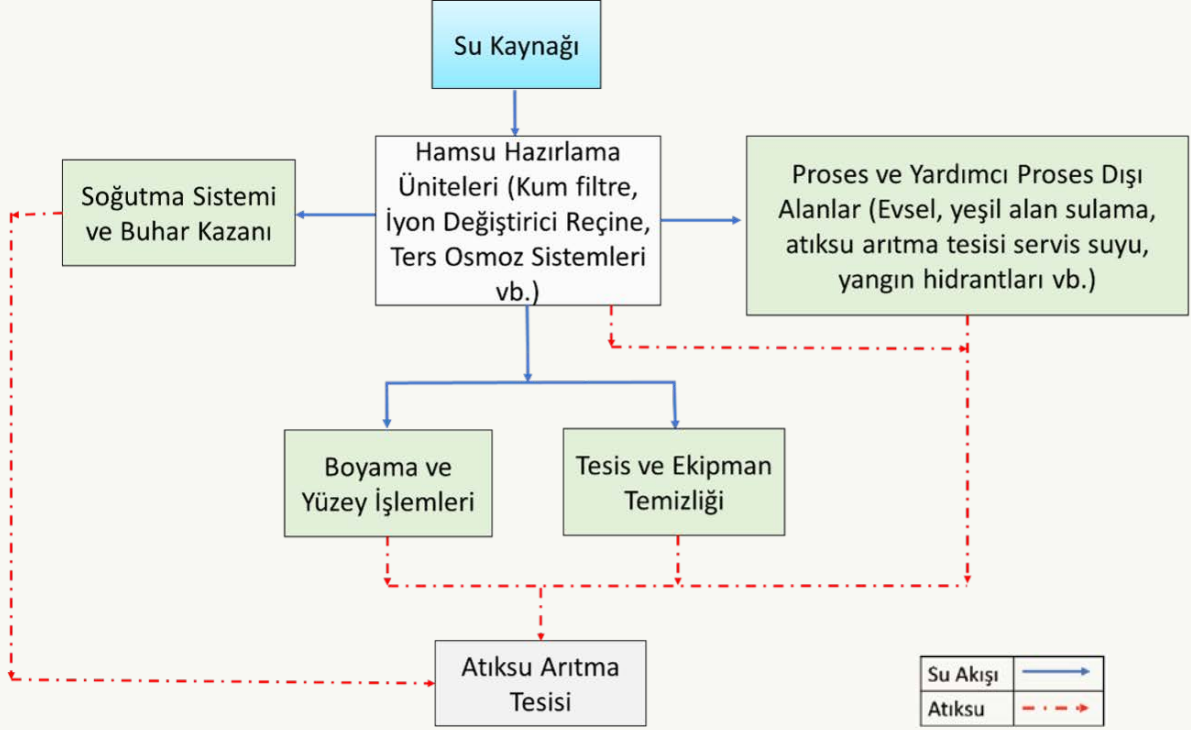 Su Kaynağı
Hamsu Hazırlama
Üniteleri (Kum filtre,
İyon Değiştirici Reçine,
Ters Osmoz Sistemleri
vb.)
Soğutma Sistemi
ve Buhar Kazanı
Proses ve Yardımcı Proses Dışı
Alanlar (Evsel, yeşil alan sulama,
atıksu arıtma tesisi servis suyu,
yangın hidrantları vb.)
Boyama ve
Yüzey İşlemleri
Tesis ve Ekipman
Temizliği
Atıksu Arıtma
Tesisi
Su Akışı
Atıksu